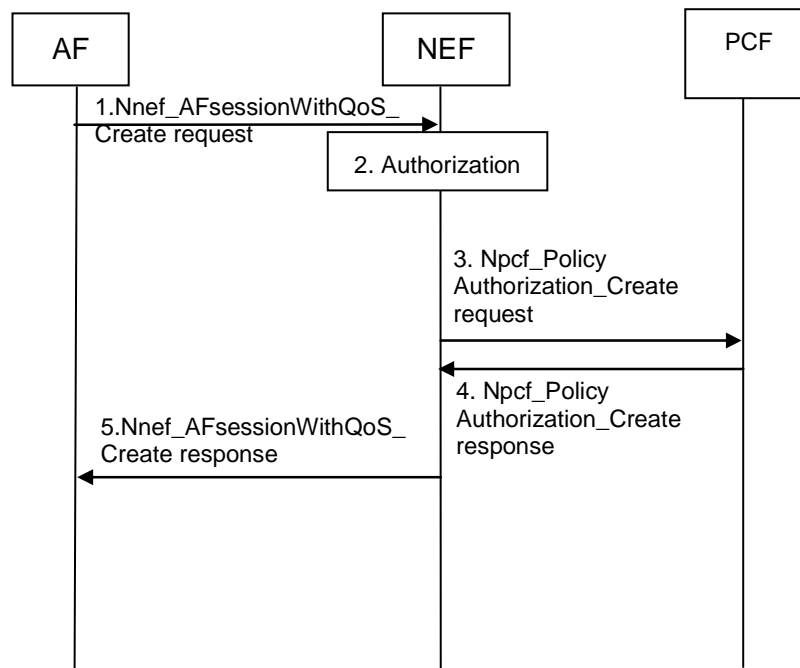 AF
NEF
PCF
1.Nnef_AFsessionWithQoS_
Create request
2. Authorization
3. Npcf_Policy
Authorization_Create
request
4. Npcf_Policy
Authorization_Create
response
5.Nnef_AFsessionWithQoS_
Create response